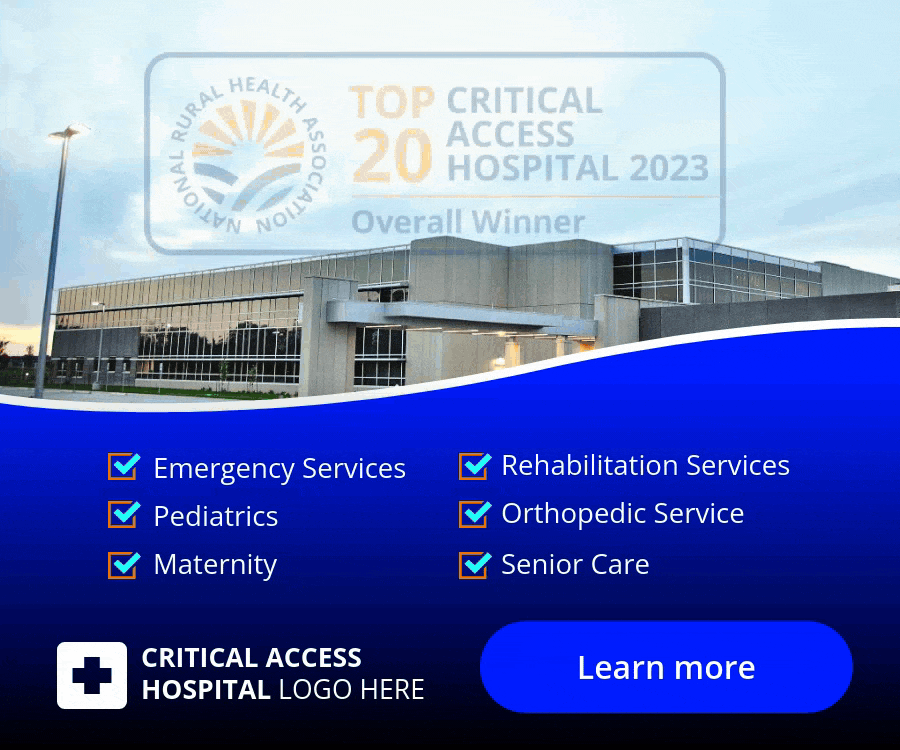 NATIONAL RURAL HEALTH ASSOCIATION
TOP 20
CRITICAL
ACCESS
HOSPITAL 2023
Overall Winner
Emergency Services
Pediatrics
Maternity
Rehabilitation Services
Orthopedic Service
Senior Care
CRITICAL ACCESS
HOSPITAL LOGO HERE
Learn more